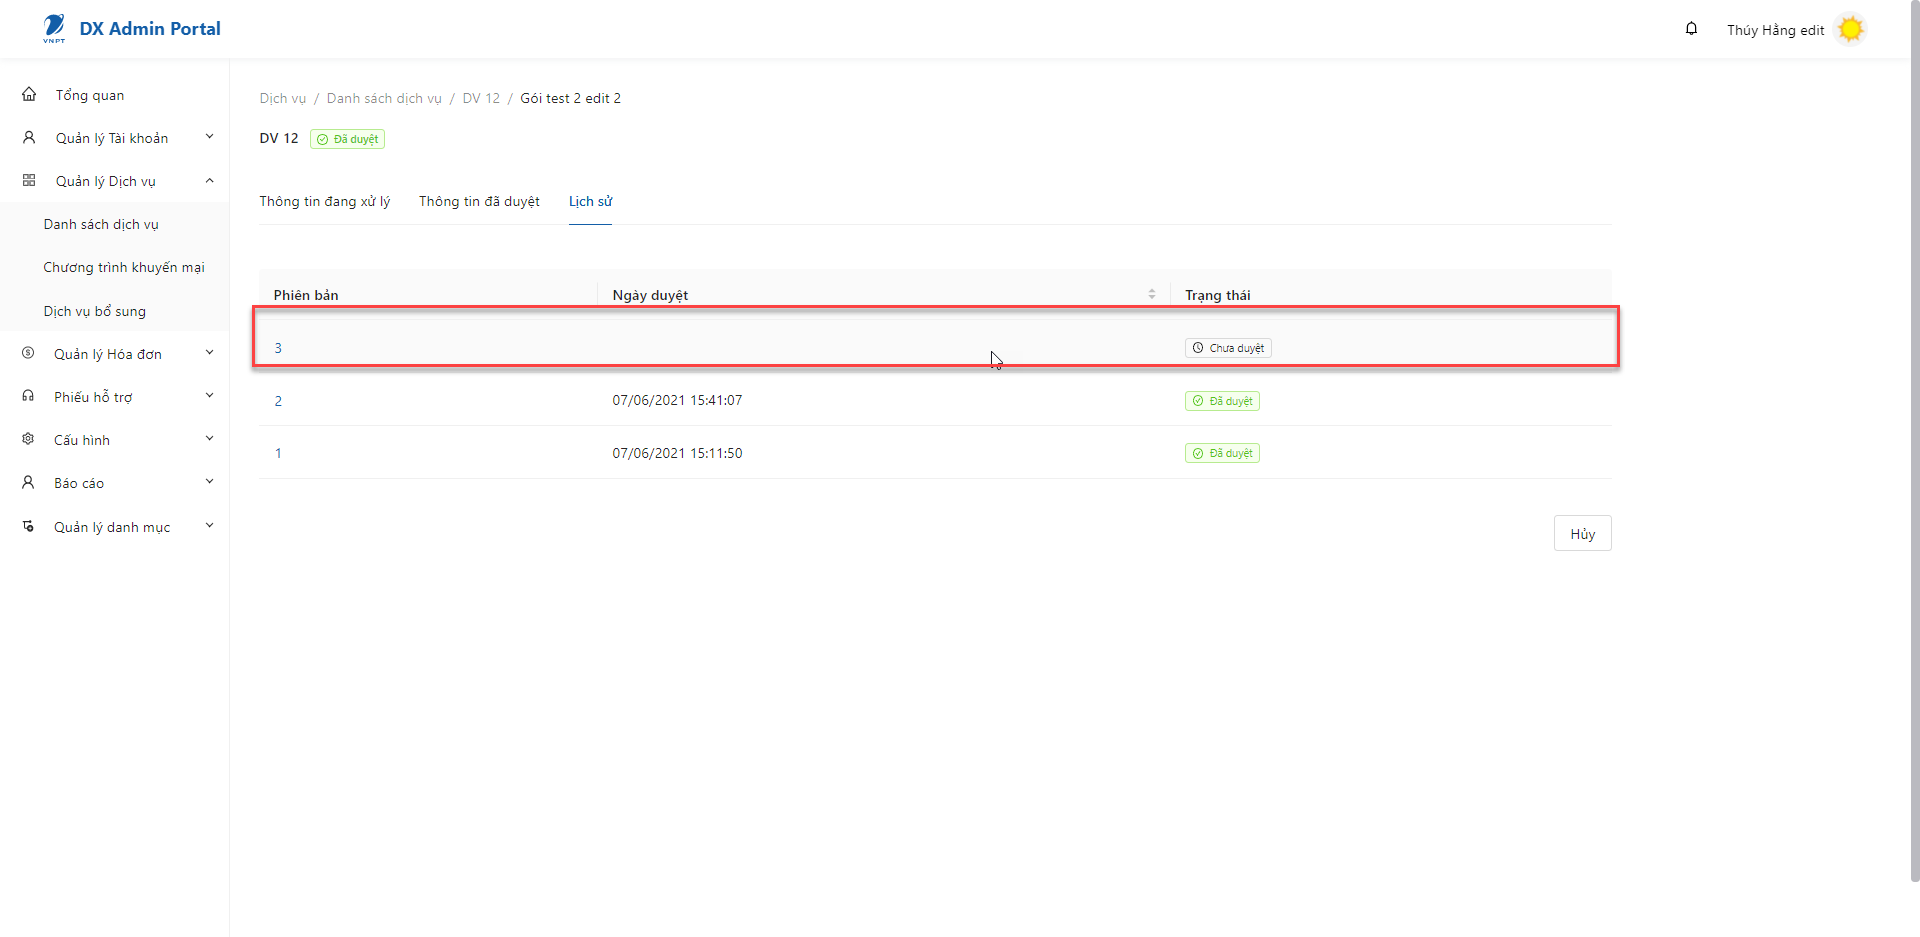 VNPT
DX Admin Portal
Thúy Hằng edit
Tổng quan
Quản lý Tài khoản
Quản lý Dịch vụ
Danh sách dịch vụ
Chương trình khuyến mại
Dịch vụ bổ sung
Quản lý Hóa đơn
Phiếu hỗ trợ
Cấu hình
Báo cáo
Quản lý danh mục
Dịch vụ / Danh sách dịch vụ / DV 12 / Gói test 2 edit 2
DV 12 Đã duyệt
Thông tin đang xử lý Thông tin đã duyệt Lịch sử
Phiên bản Ngày duyệt Trạng thái
3 Chưa duyệt
2 07/06/2021 15:41:07 Đã duyệt
1 07/06/2021 15:11:50 Đã duyệt
Hủy